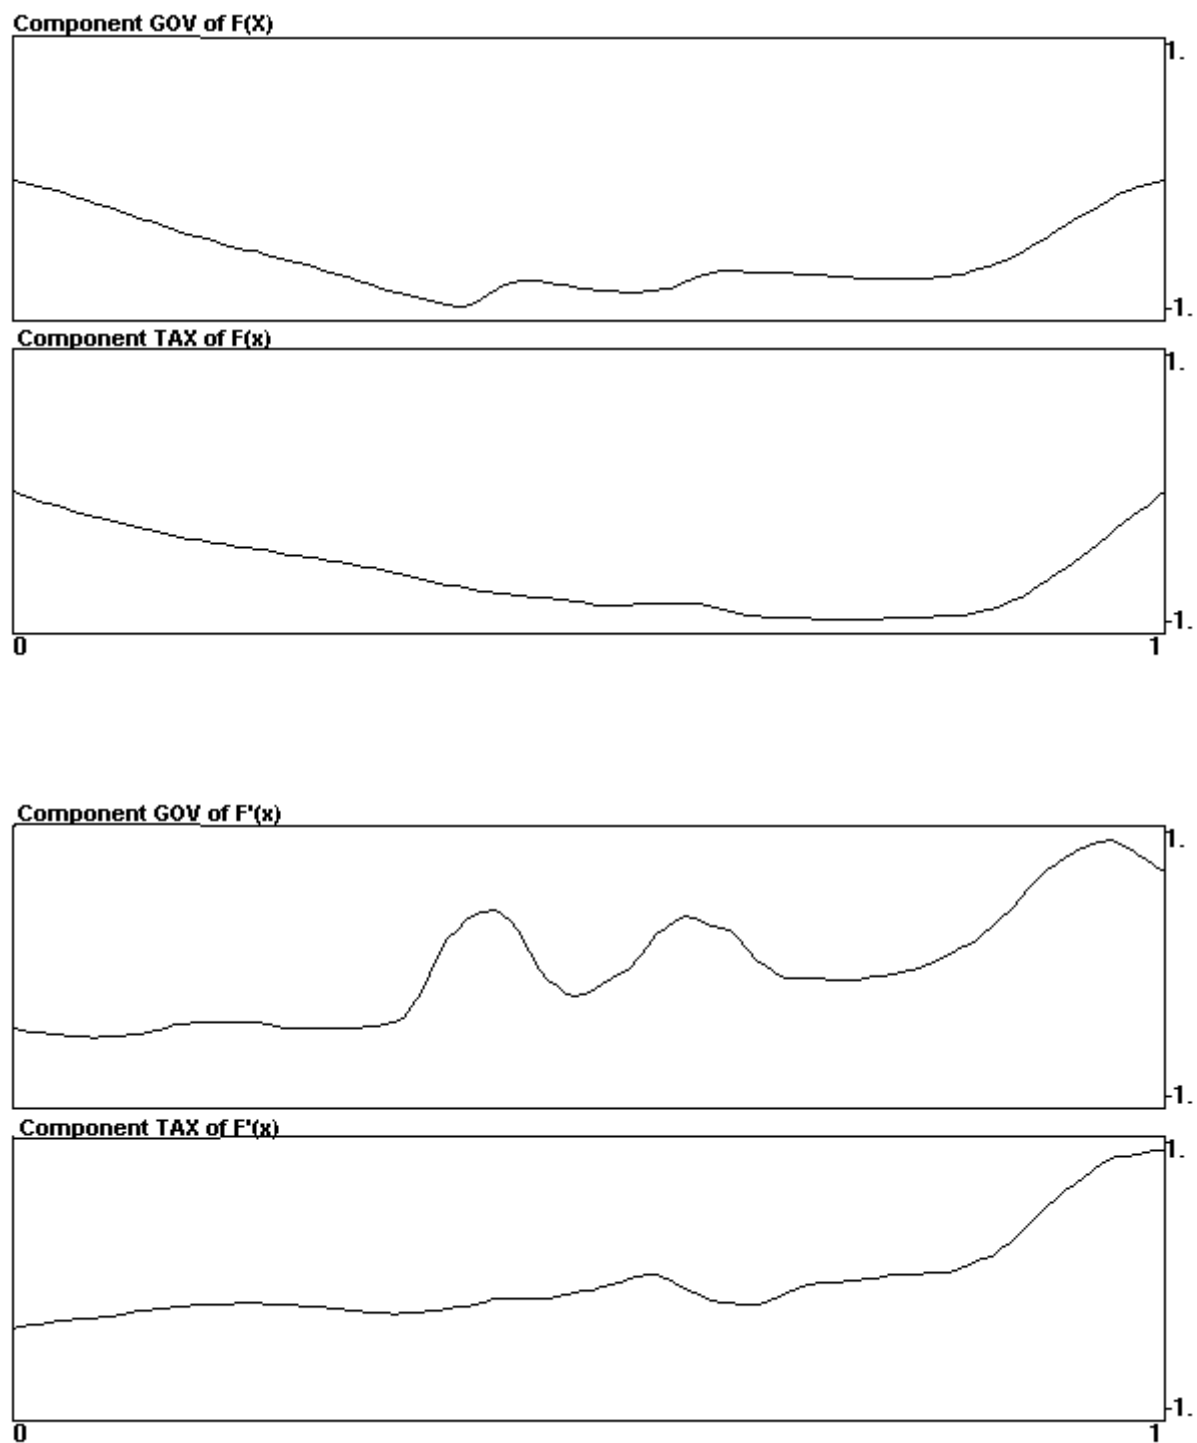 Component GOV of F(X)
1.
-1.
Component TAX of F(x)
1.
-1.
0 1
Component GOV of F'(x)
1.
-1.
Component TAX of F'(x)
1.
-1.
0 1